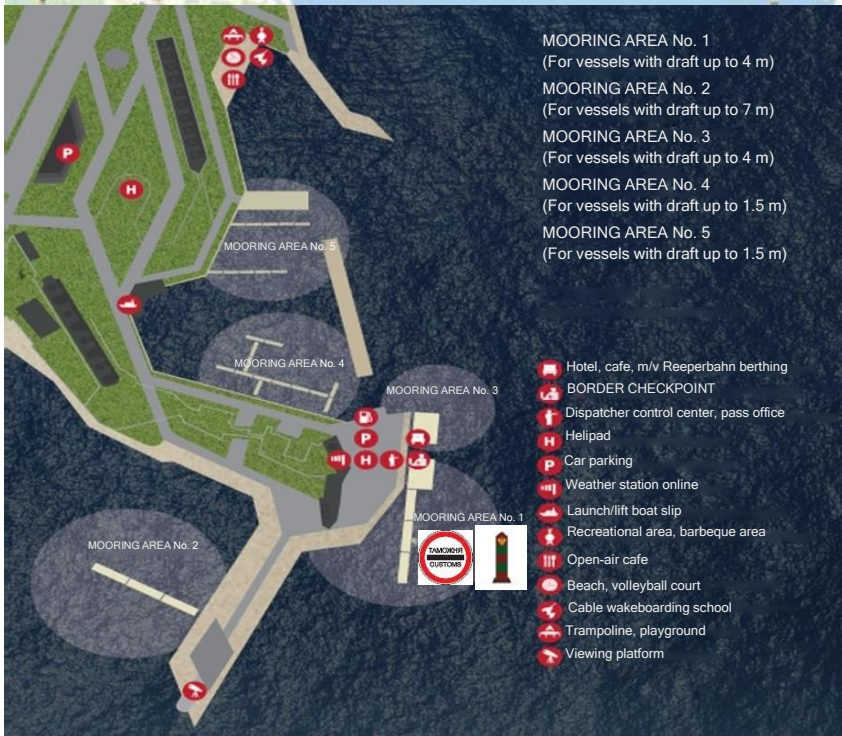 MOORING AREA No. 1
(For vessels with draft up to 4 m)
MOORING AREA No. 2
(For vessels with draft up to 7 m)
MOORING AREA No. 3
(For vessels with draft up to 4 m)
MOORING AREA No. 4
(For vessels with draft up to 1.5 m)
MOORING AREA No. 5
(For vessels with draft up to 1.5 m)
P
H
MOORING AREA No. 5
MOORING AREA No. 4
MOORING AREA No. 3
P
H
MOORING AREA No. 1
ТАМОЖНЯ
CUSTOMS
MOORING AREA No. 2
Hotel, cafe, m/v Reeperbahn berthing
BORDER CHECKPOINT
Dispatcher control center, pass office
H Helipad
P Car parking
Weather station online
Launch/lift boat slip
Recreational area, barbeque area
Open-air cafe
Beach, volleyball court
Cable wakeboarding school
Trampoline, playground
Viewing platform